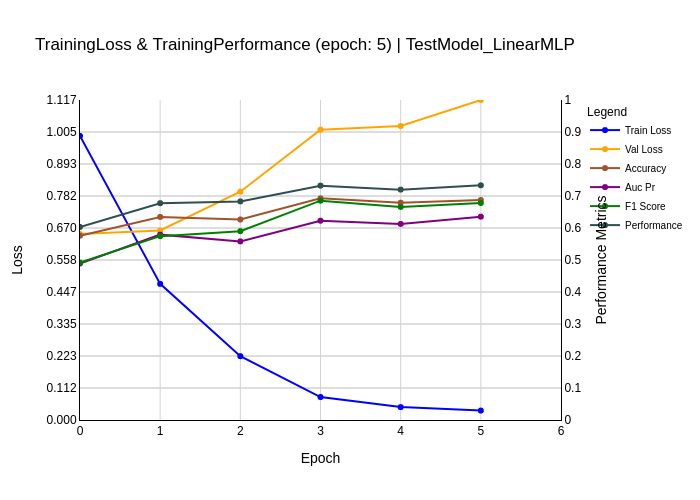 TrainingLoss & TrainingPerformance (epoch: 5) | TestModel_LinearMLP
1.117
1.005
0.893
0.782
0.670
0.558
0.447
0.335
0.223
0.112
0.000
Loss
0 1 2 3 4 5 6
Epoch
1
0.9
0.8
0.7
0.6
0.5
0.4
0.3
0.2
0.1
0
Performance Metrics
Legend
Train Loss
Val Loss
Accuracy
Auc Pr
F1 Score
Performance